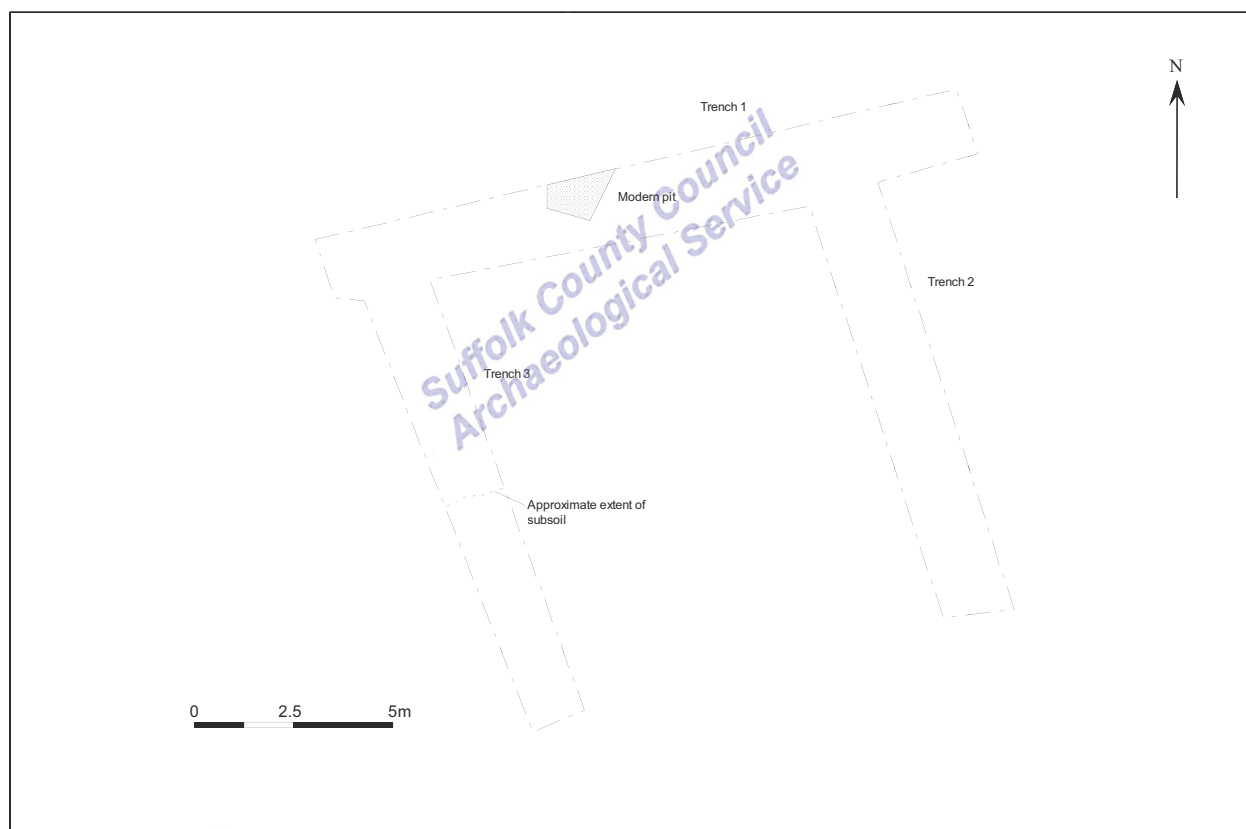 N
Trench 1
Suffolk County Council
Archaeological Service
Modern pit
Trench 2
Trench 3
Approximate extent of
subsoil
0 2.5 5m